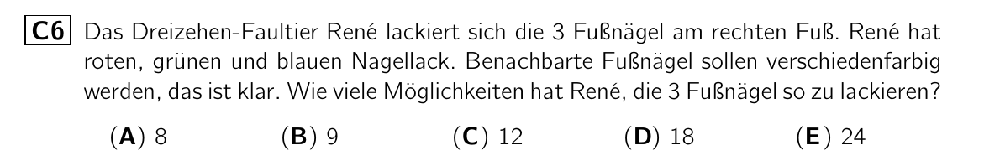 C6 Das Dreizehen-Faultier René lackiert sich die 3 Fußnägel am rechten Fuß. René hat
roten, grünen und blauen Nagellack. Benachbarte Fußnägel sollen verschiedenfarbig
werden, das ist klar. Wie viele Möglichkeiten hat René, die 3 Fußnägel so zu lackieren?
(A) 8 (B) 9 (C) 12 (D) 18 (E) 24